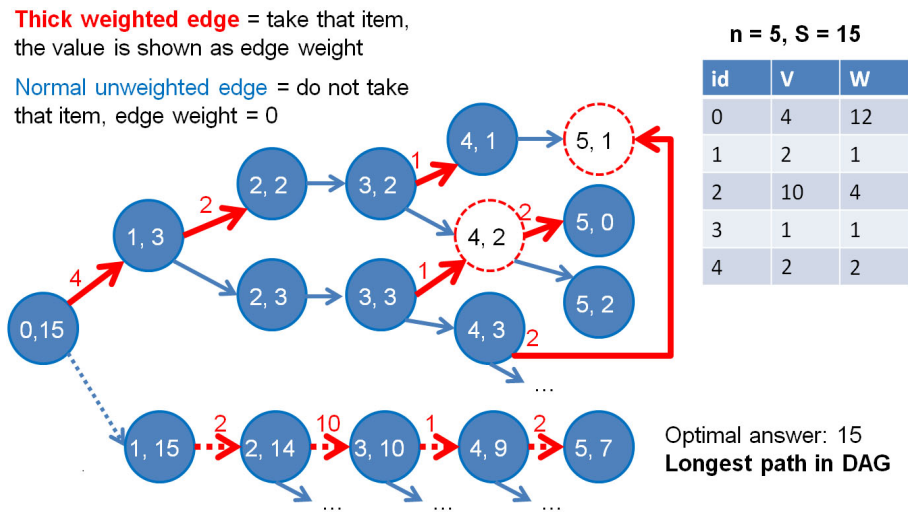 Thick weighted edge = take that item,
the value is shown as edge weight
Normal unweighted edge = do not take
that item, edge weight = 0
n = 5, S = 15
id V W
0 4 12
1 2 1
2 10 4
3 1 1
4 2 2
4, 1
5, 1
1
2, 2
3, 2
2
2
5, 0
1, 3
4, 2
4
1
2, 3
3, 3
5, 2
0,15
4, 3
2
...
2
10
1
2
1, 15
2, 14
3, 10
4, 9
5, 7
Optimal answer: 15
Longest path in DAG
...
...
...